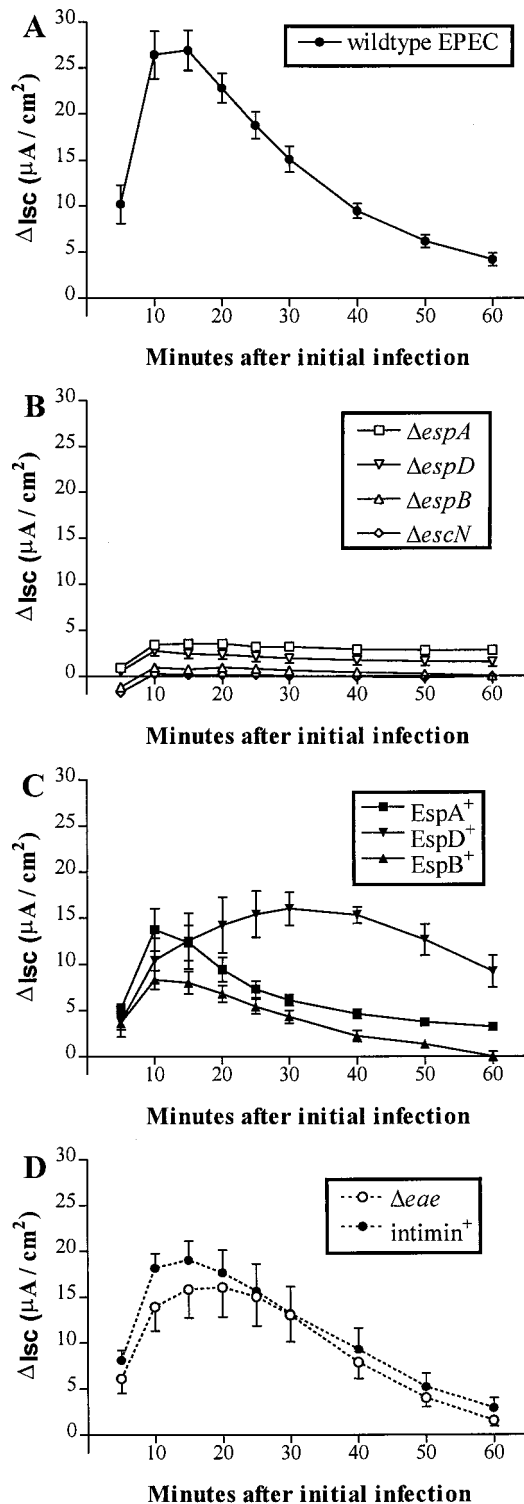 A
wildtype EPEC
30
25
20
15
10
5
0
ΔIsc (µA / cm²)
10 20 30 40 50 60
Minutes after initial infection
B
ΔespA
ΔespD
ΔespB
ΔescN
30
25
20
15
10
5
0
ΔIsc (µA / cm²)
10 20 30 40 50 60
Minutes after initial infection
C
EspA⁺
EspD⁺
EspB⁺
30
25
20
15
10
5
0
ΔIsc (µA / cm²)
10 20 30 40 50 60
Minutes after initial infection
D
Δeae
intimin⁺
30
25
20
15
10
5
0
ΔIsc (µA / cm²)
10 20 30 40 50 60
Minutes after initial infection